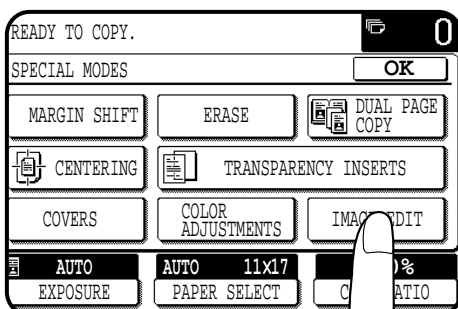 READY TO COPY.
0
SPECIAL MODES
OK
MARGIN SHIFT
ERASE
DUAL PAGE
COPY
CENTERING
TRANSPARENCY INSERTS
COVERS
COLOR
ADJUSTMENTS
EDIT
AUTO
AUTO 11x17
%
EXPOSURE
PAPER SELECT